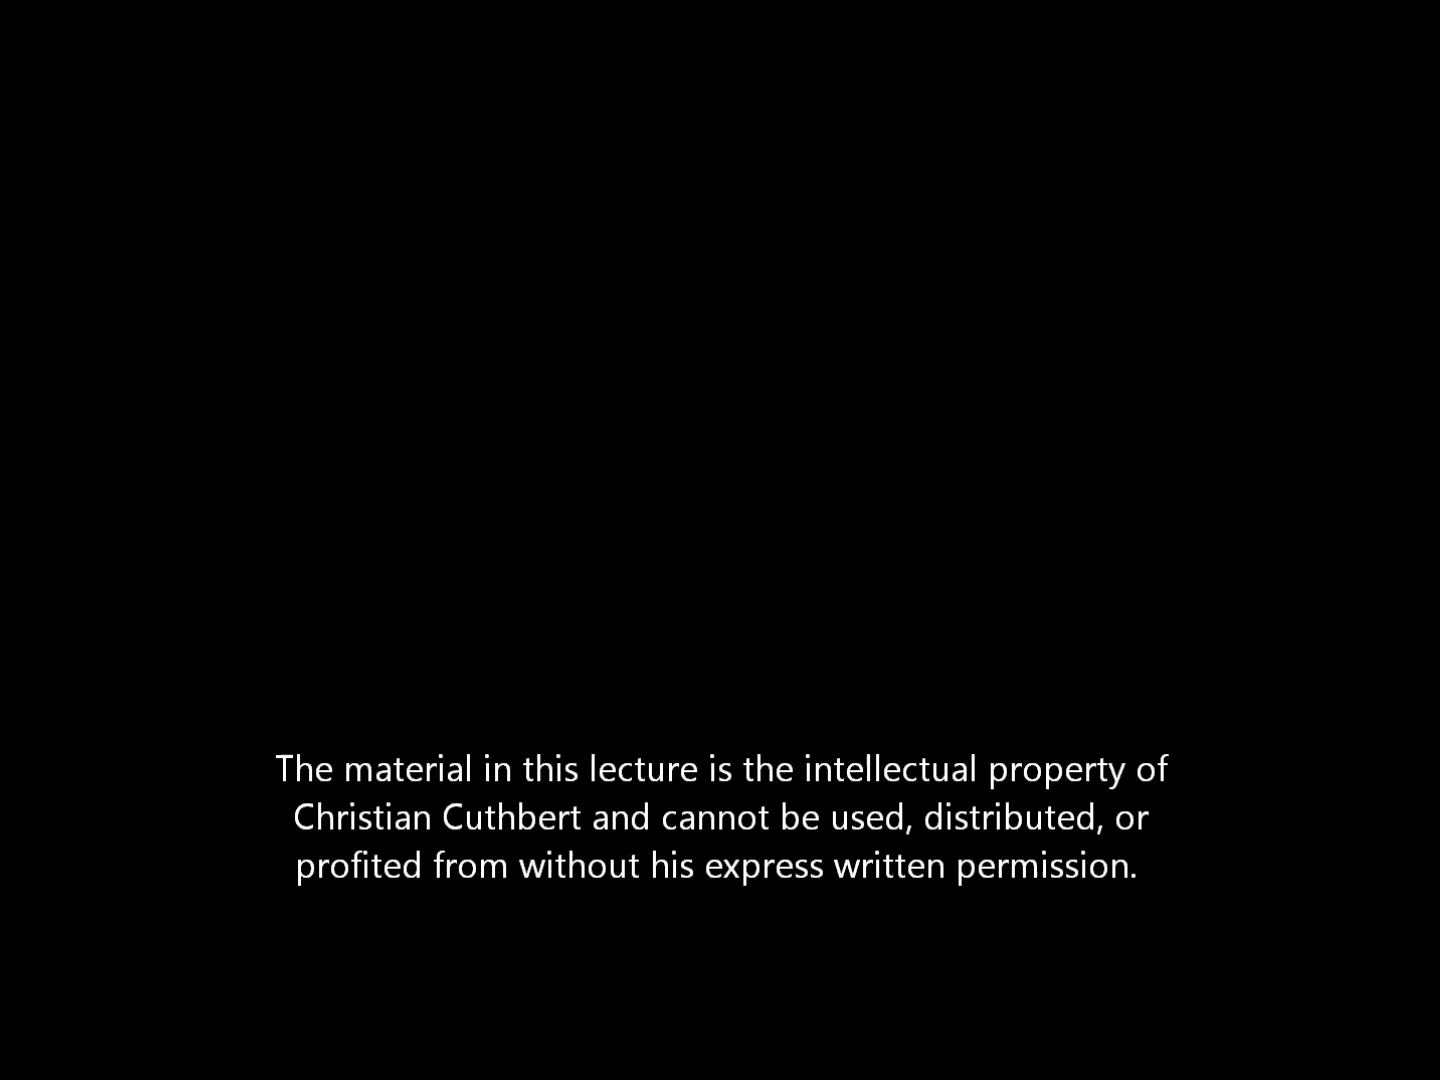 The material in this lecture is the intellectual property of
Christian Cuthbert and cannot be used, distributed, or
profited from without his express written permission.